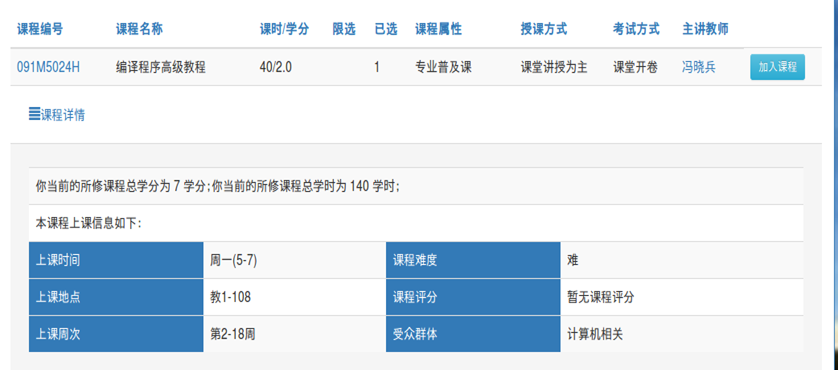 课程编号 课程名称 课时/学分 限选 已选 课程属性 授课方式 考试方式 主讲教师
091M5024H 编译程序高级教程 40/2.0 1 专业普及课 课堂讲授为主 课堂开卷 冯晓兵 加入课程
课程详情
你当前的所修课程总学分为 7 学分;你当前的所修课程总学时为 140 学时;
本课程上课信息如下:
上课时间 周一(5-7) 课程难度 难
上课地点 教1-108 课程评分 暂无课程评分
上课周次 第2-18周 受众群体 计算机相关